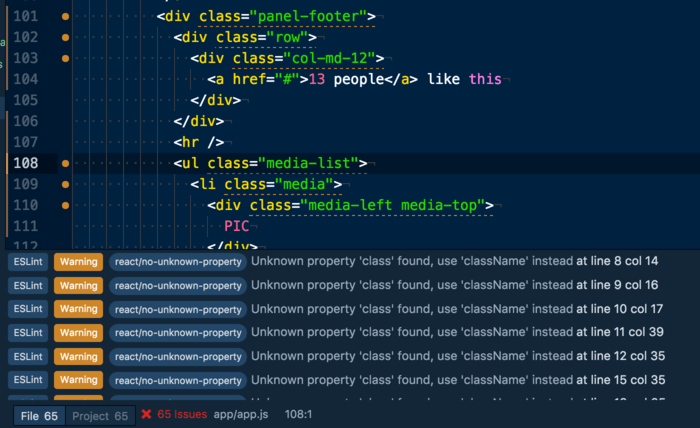 101 <div class="panel-footer">
102 <div class="row">
103 <div class="col-md-12">
104 <a href="#">13 people</a> like this
105 </div>
106 </div>
107 <hr />
108 <ul class="media-list">
109 <li class="media">
110 <div class="media-left media-top">
111 PIC
112 </div>
ESLint Warning react/no-unknown-property Unknown property 'class' found, use 'className' instead at line 8 col 14
ESLint Warning react/no-unknown-property Unknown property 'class' found, use 'className' instead at line 9 col 16
ESLint Warning react/no-unknown-property Unknown property 'class' found, use 'className' instead at line 10 col 17
ESLint Warning react/no-unknown-property Unknown property 'class' found, use 'className' instead at line 11 col 39
ESLint Warning react/no-unknown-property Unknown property 'class' found, use 'className' instead at line 12 col 35
ESLint Warning react/no-unknown-property Unknown property 'class' found, use 'className' instead at line 15 col 35
File 65 Project 65 65 Issues app/app.js 108:1